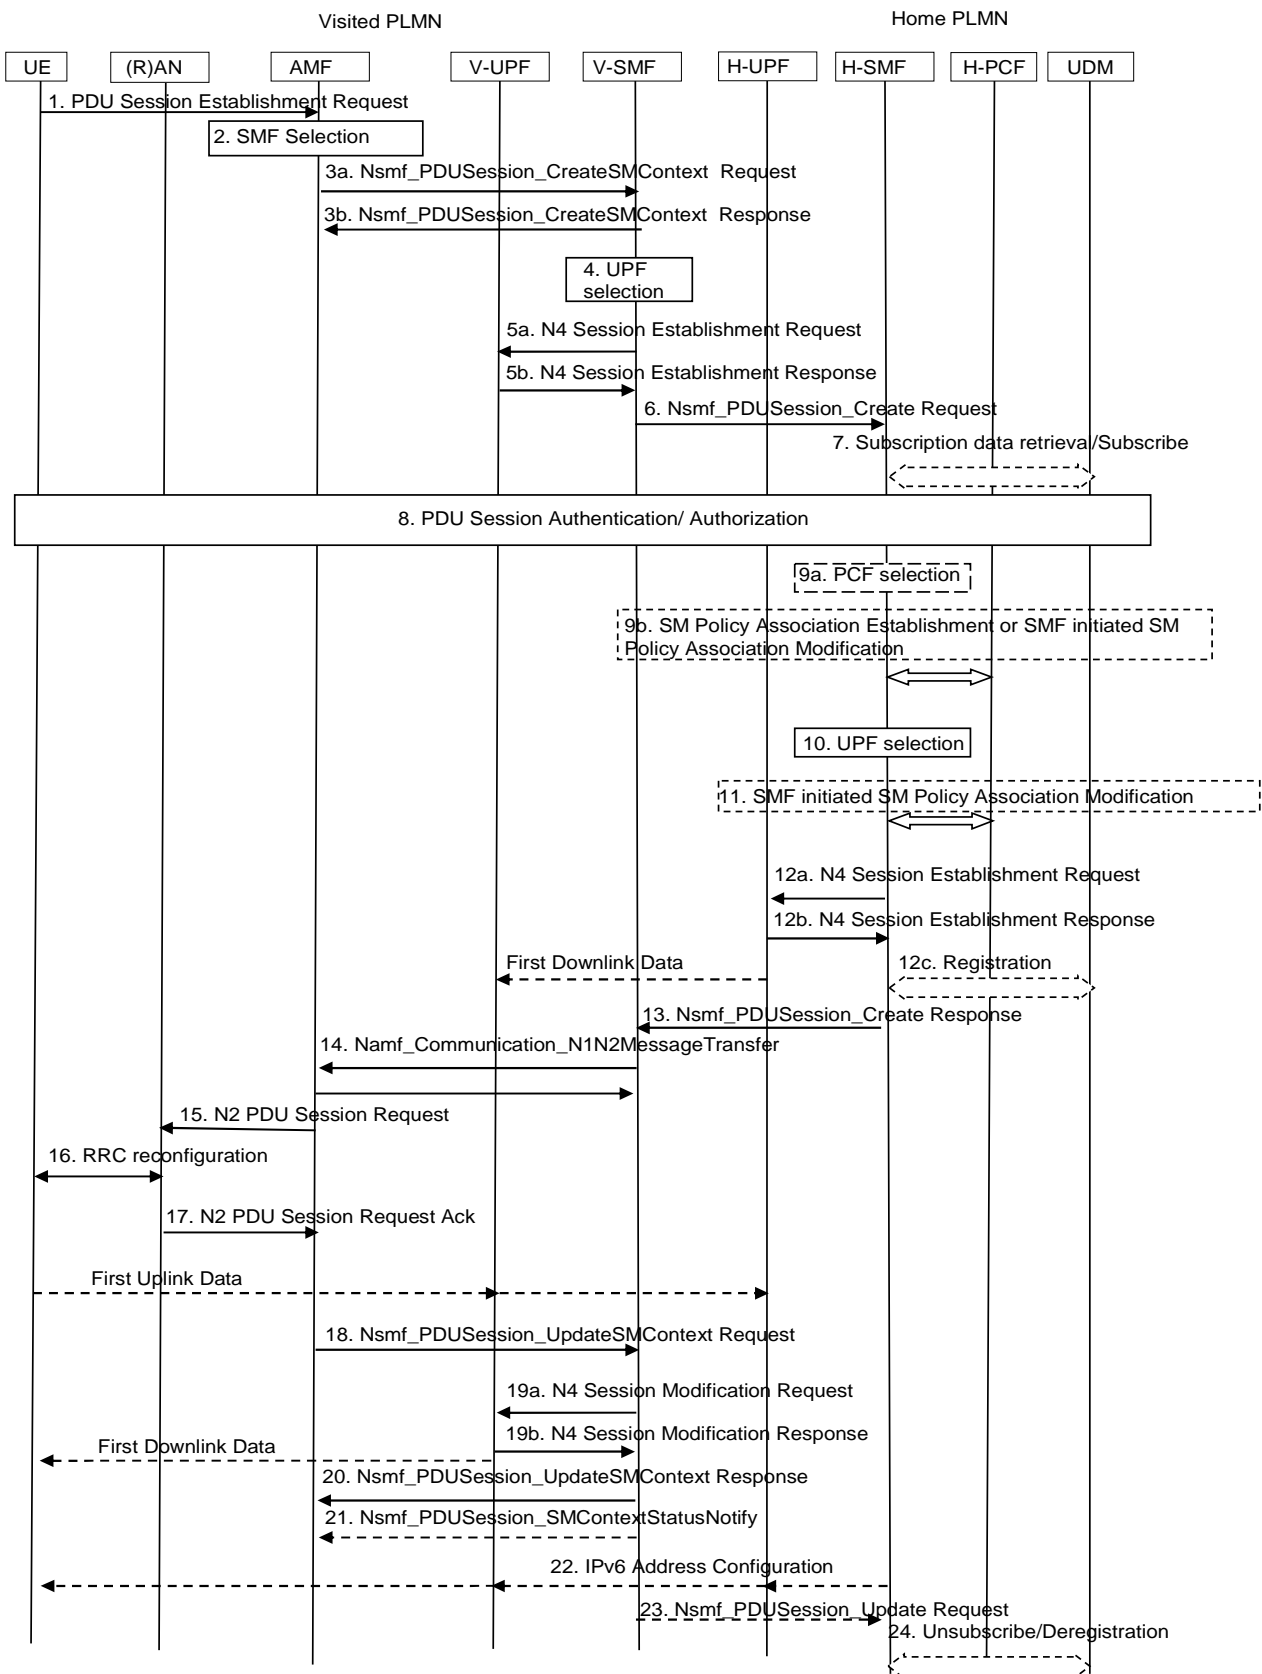 Visited PLMN
Home PLMN
UE
(R)AN
AMF
V-UPF
V-SMF
H-UPF
H-SMF
H-PCF
UDM
1. PDU Session Establishment Request
2. SMF Selection
3a. Nsmf_PDUSession_CreateSMContext Request
3b. Nsmf_PDUSession_CreateSMContext Response
4. UPF
selection
5a. N4 Session Establishment Request
5b. N4 Session Establishment Response
6. Nsmf_PDUSession_Create Request
7. Subscription data retrieval/Subscribe
8. PDU Session Authentication/ Authorization
9a. PCF selection
9b. SM Policy Association Establishment or SMF initiated SM
Policy Association Modification
10. UPF selection
11. SMF initiated SM Policy Association Modification
12a. N4 Session Establishment Request
12b. N4 Session Establishment Response
First Downlink Data
12c. Registration
13. Nsmf_PDUSession_Create Response
14. Namf_Communication_N1N2MessageTransfer
15. N2 PDU Session Request
16. RRC reconfiguration
17. N2 PDU Session Request Ack
First Uplink Data
18. Nsmf_PDUSession_UpdateSMContext Request
19a. N4 Session Modification Request
19b. N4 Session Modification Response
First Downlink Data
20. Nsmf_PDUSession_UpdateSMContext Response
21. Nsmf_PDUSession_SMContextStatusNotify
22. IPv6 Address Configuration
23. Nsmf_PDUSession_Update Request
24. Unsubscribe/Deregistration